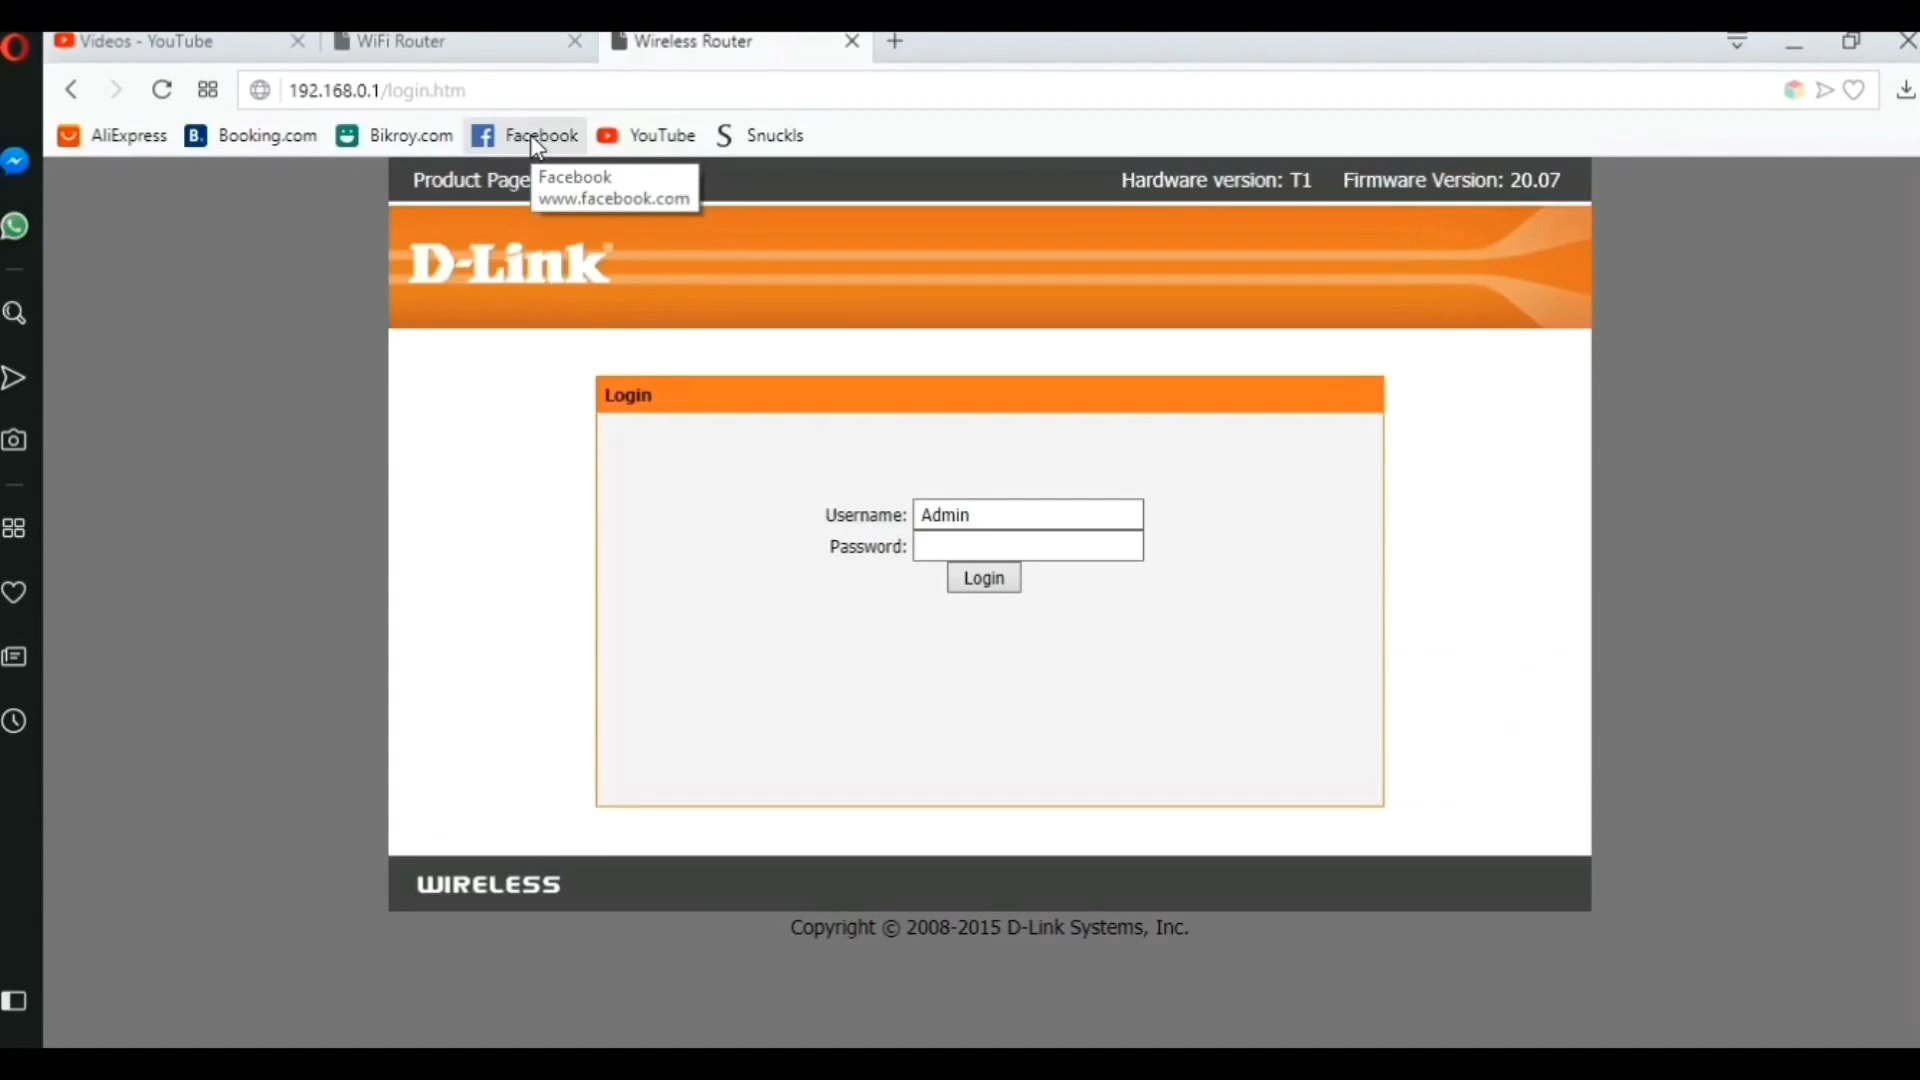 Videos - YouTube
WiFi Router
Wireless Router
192.168.0.1/login.htm
AliExpress
B. Booking.com
Bikroy.com
Facebook
YouTube
S Snuckls
Product Page
Facebook
www.facebook.com
Hardware version: T1
Firmware Version: 20.07
D-Link
Login
Username: Admin
Password:
Login
WIRELESS
Copyright © 2008-2015 D-Link Systems, Inc.